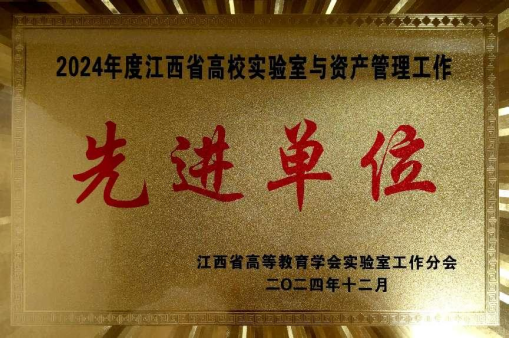 2024年度江西省高校实验室与资产管理工作
先进单位
江西省高等教育学会实验室工作分会
二〇二四年十二月